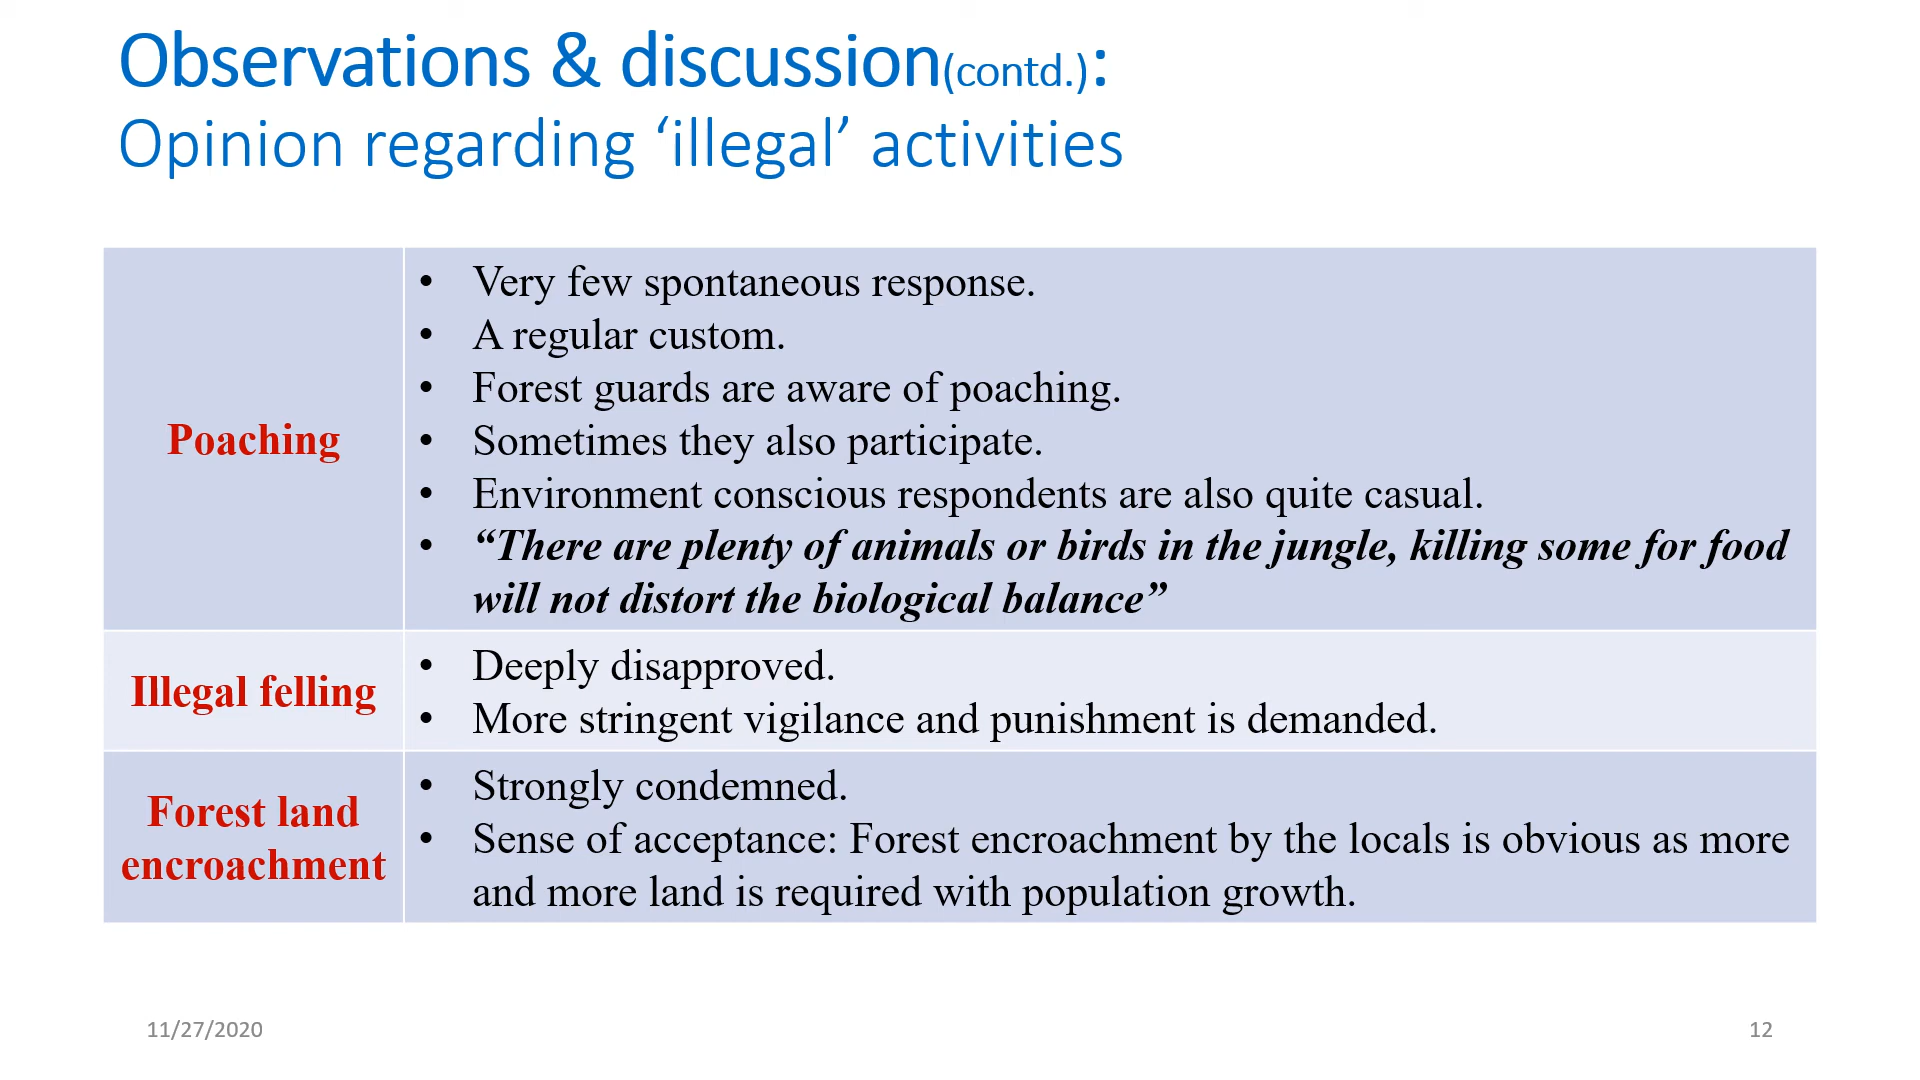 Observations & discussion(contd.):
Opinion regarding ‘illegal’ activities
Poaching
• Very few spontaneous response.
• A regular custom.
• Forest guards are aware of poaching.
• Sometimes they also participate.
• Environment conscious respondents are also quite casual.
• “There are plenty of animals or birds in the jungle, killing some for food
will not distort the biological balance”
Illegal felling
• Deeply disapproved.
• More stringent vigilance and punishment is demanded.
Forest land
encroachment
• Strongly condemned.
• Sense of acceptance: Forest encroachment by the locals is obvious as more
and more land is required with population growth.
11/27/2020
12